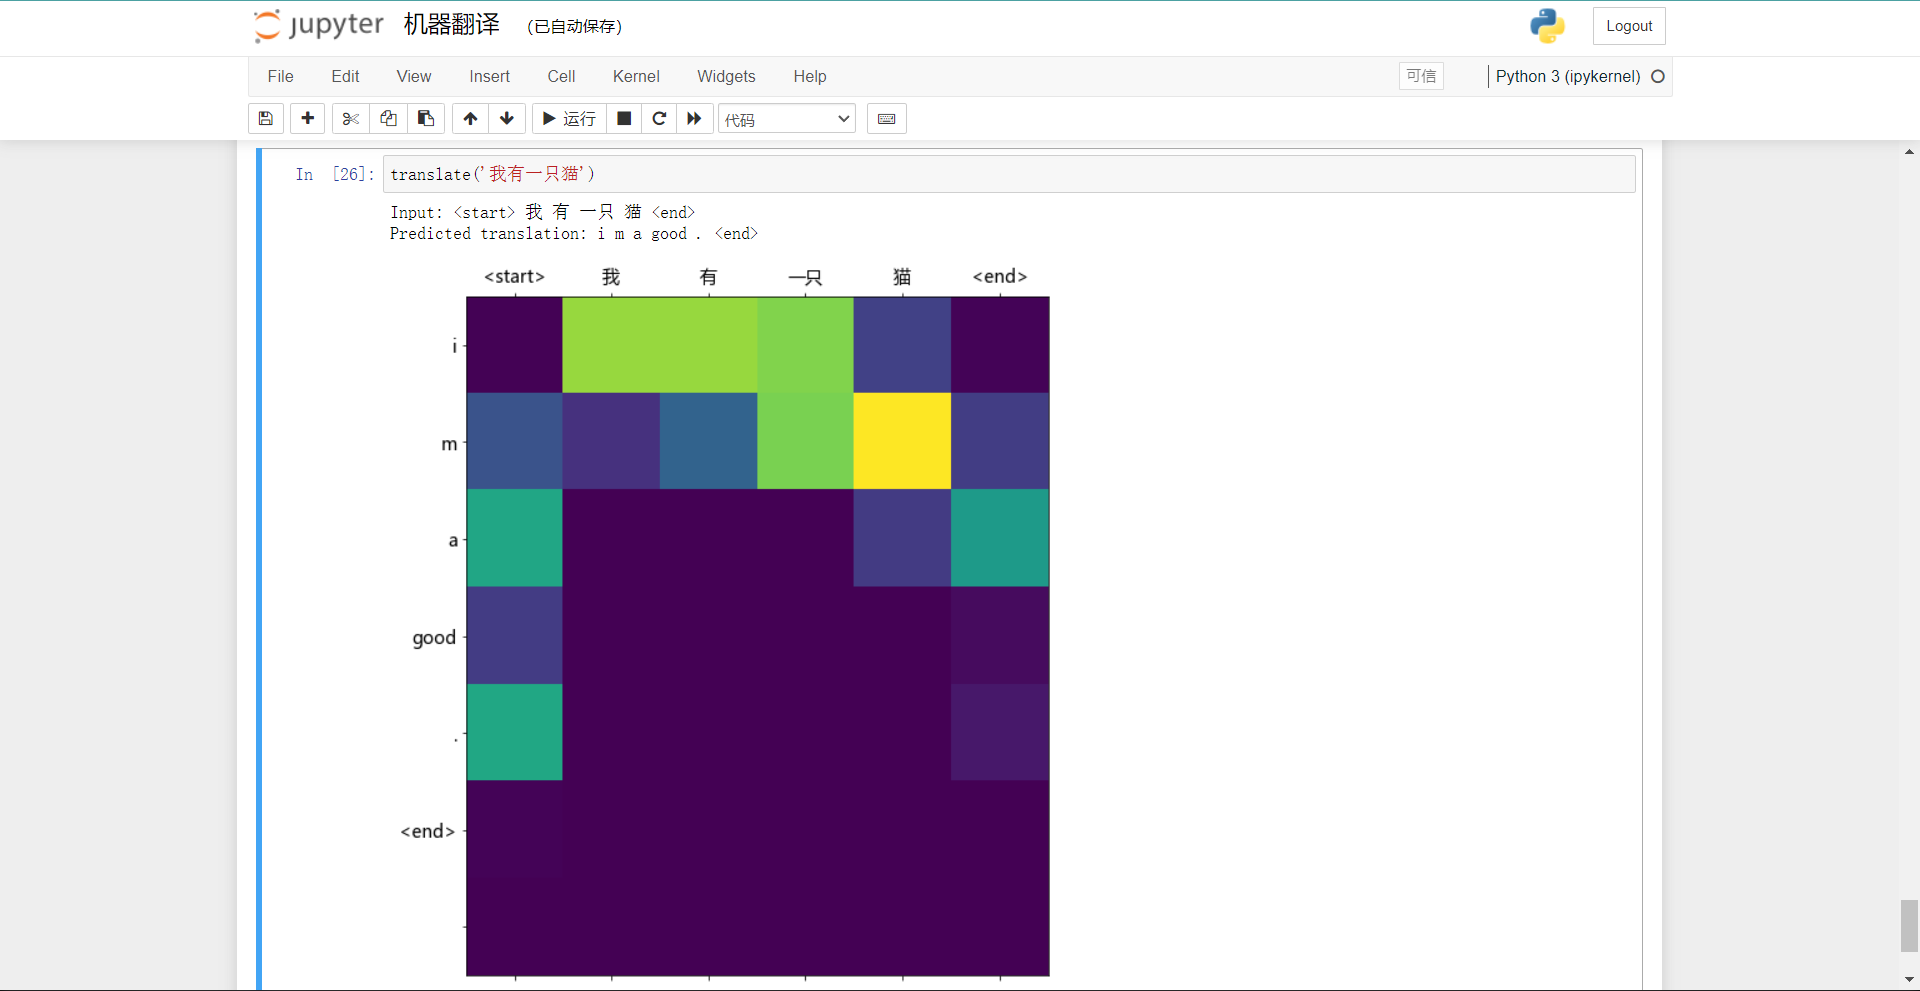 jupyter 机器翻译 (已自动保存) Logout
File Edit View Insert Cell Kernel Widgets Help 可信 Python 3 (ipykernel)
运行 代码
In [26]: translate('我有一只猫')
Input: <start> 我 有 一只 猫 <end>
Predicted translation: i m a good . <end>
<start> 我 有 一只 猫 <end>
i
m
a
good
.
<end>